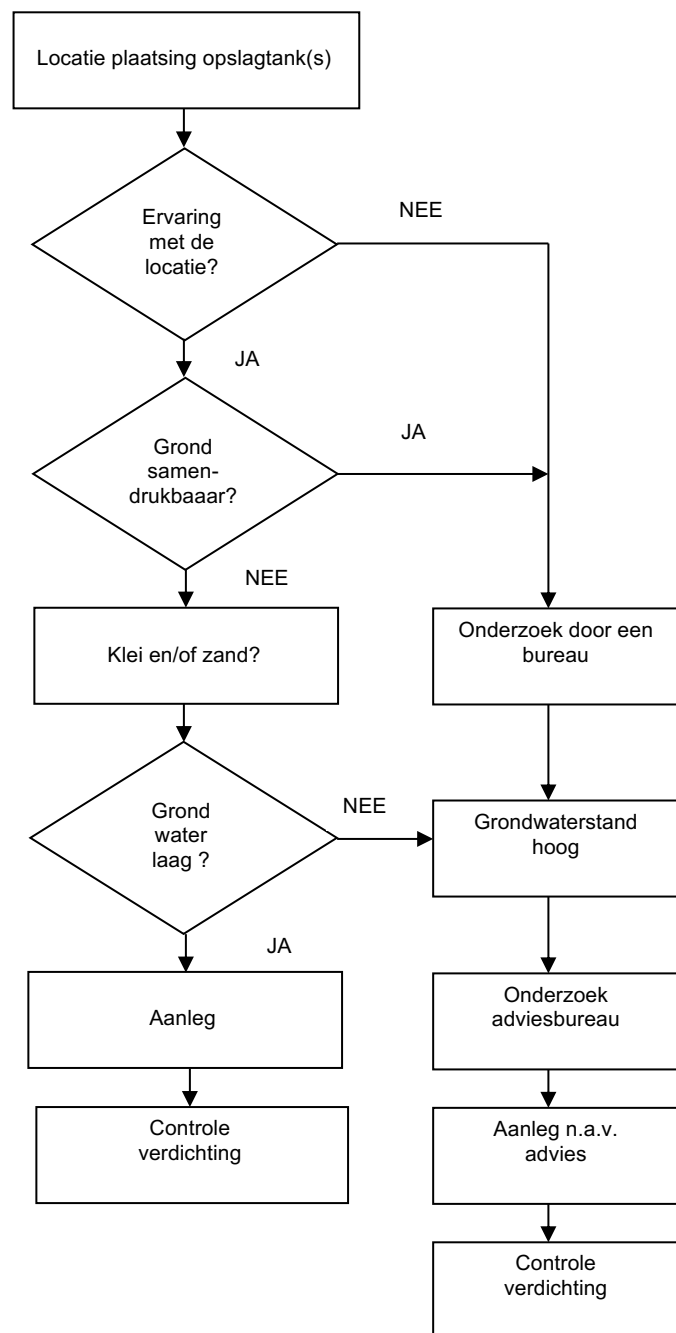 Locatie plaatsing opslagtank(s)
Ervaring
met de
locatie?
NEE
JA
Grond
samen-
drukbaaar?
JA
NEE
Klei en/of zand?
Onderzoek door een
bureau
Grond
water
laag ?
NEE
Grondwaterstand
hoog
JA
Aanleg
Onderzoek
adviesbureau
Controle
verdichting
Aanleg n.a.v.
advies
Controle
verdichting